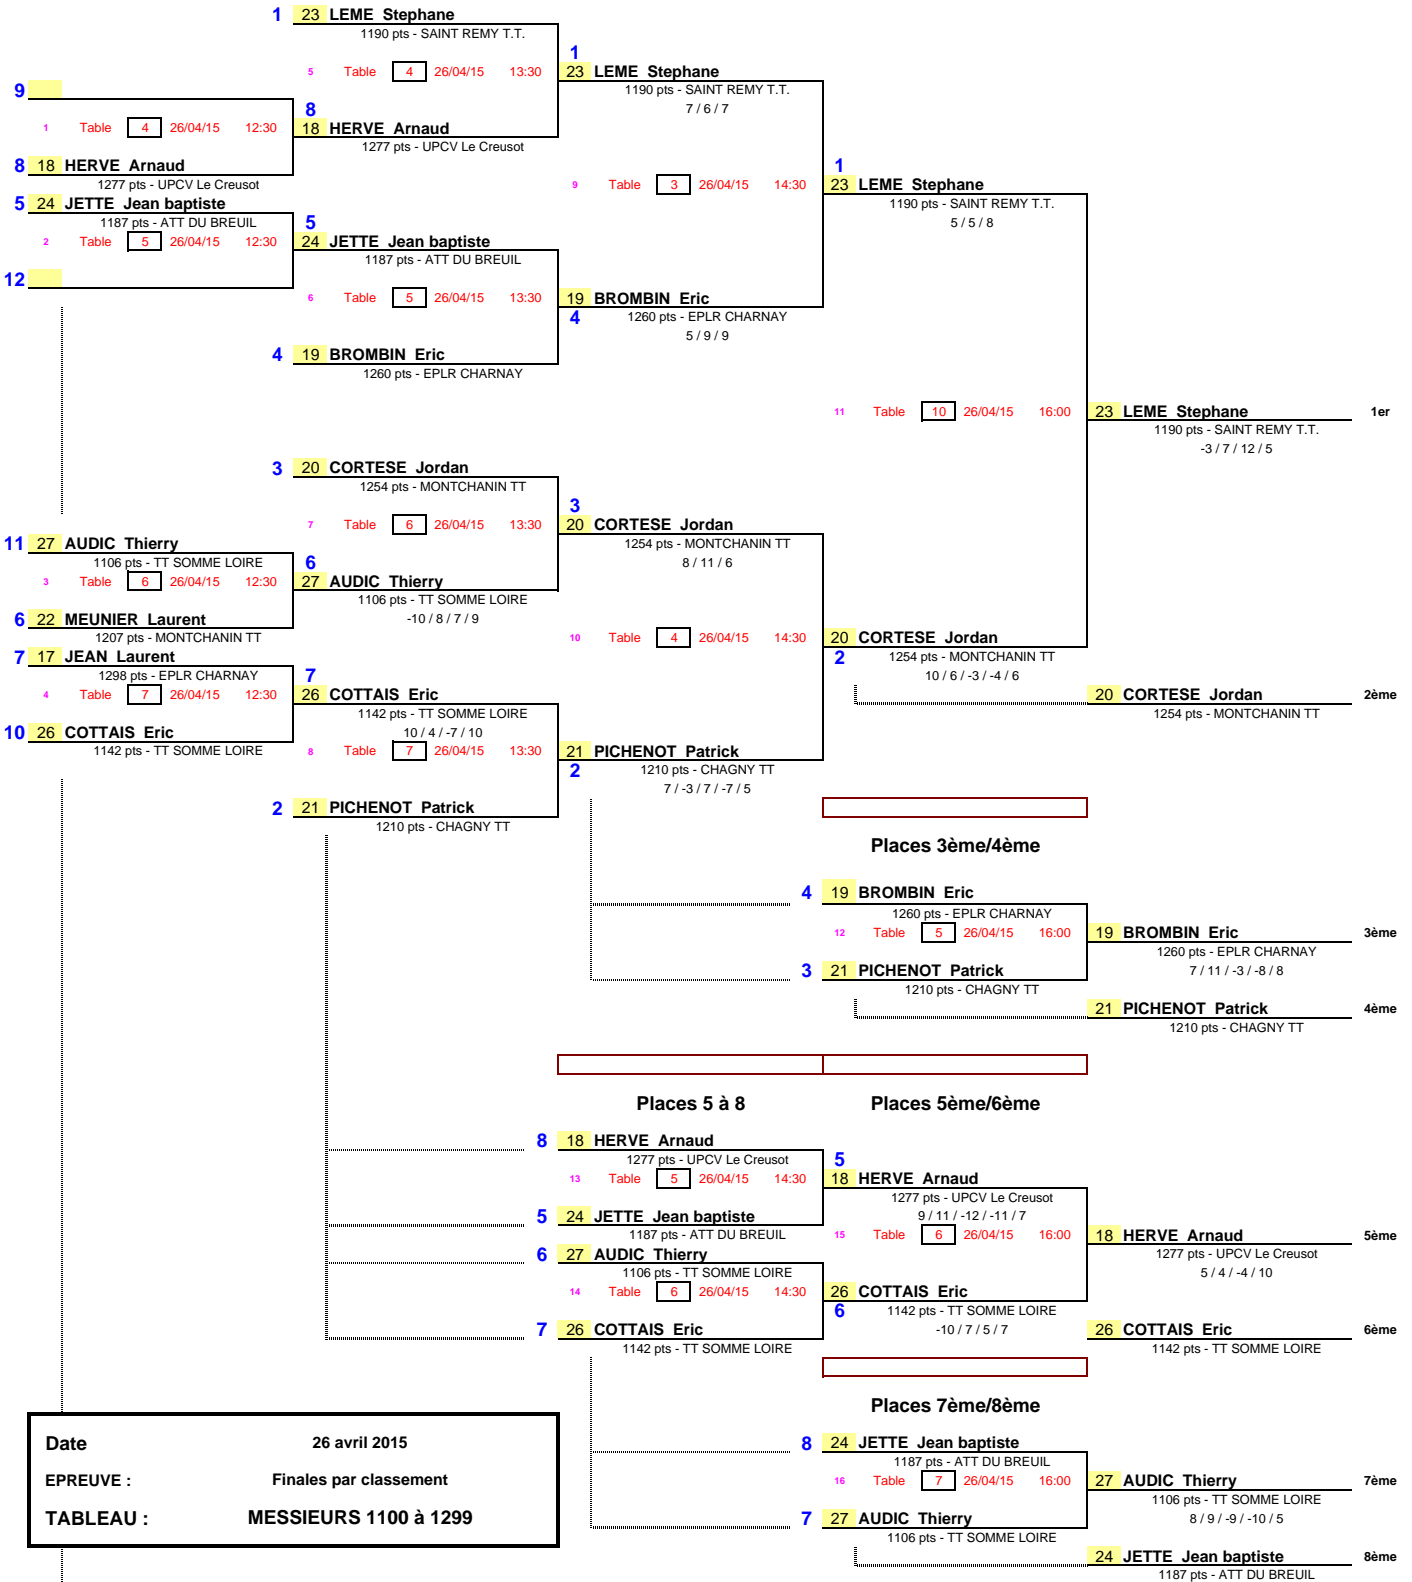 1 23 LEME Stephane
1190 pts - SAINT REMY T.T.
1
5 Table 4 26/04/15 13:30 23 LEME Stephane
1190 pts - SAINT REMY T.T.
9
7 / 6 / 7
8
1 Table 4 26/04/15 12:30 18 HERVE Arnaud
1277 pts - UPCV Le Creusot
8 18 HERVE Arnaud 1
1277 pts - UPCV Le Creusot
9 Table 3 26/04/15 14:30 23 LEME Stephane
5 24 JETTE Jean baptiste
1190 pts - SAINT REMY T.T.
1187 pts - ATT DU BREUIL 5
5 / 5 / 8
2 Table 5 26/04/15 12:30 24 JETTE Jean baptiste
1187 pts - ATT DU BREUIL
12
6 Table 5 26/04/15 13:30 19 BROMBIN Eric
4 1260 pts - EPLR CHARNAY
5 / 9 / 9
4 19 BROMBIN Eric
1260 pts - EPLR CHARNAY
11 Table 10 26/04/15 16:00 23 LEME Stephane 1er
1190 pts - SAINT REMY T.T.
-3 / 7 / 12 / 5
3 20 CORTESE Jordan
1254 pts - MONTCHANIN TT
3
7 Table 6 26/04/15 13:30 20 CORTESE Jordan
11 27 AUDIC Thierry 1254 pts - MONTCHANIN TT
1106 pts - TT SOMME LOIRE 6 8 / 11 / 6
3 Table 6 26/04/15 12:30 27 AUDIC Thierry
1106 pts - TT SOMME LOIRE
6 22 MEUNIER Laurent -10 / 8 / 7 / 9
1207 pts - MONTCHANIN TT
10 Table 4 26/04/15 14:30 20 CORTESE Jordan
7 17 JEAN Laurent 2 1254 pts - MONTCHANIN TT
1298 pts - EPLR CHARNAY 7 10 / 6 / -3 / -4 / 6
4 Table 7 26/04/15 12:30 26 COTTAIS Eric 20 CORTESE Jordan 2ème
1142 pts - TT SOMME LOIRE 1254 pts - MONTCHANIN TT
10 26 COTTAIS Eric 10 / 4 / -7 / 10
1142 pts - TT SOMME LOIRE 8 Table 7 26/04/15 13:30 21 PICHENOT Patrick
2 1210 pts - CHAGNY TT
7 / -3 / 7 / -7 / 5
2 21 PICHENOT Patrick
1210 pts - CHAGNY TT
Places 3ème/4ème
4 19 BROMBIN Eric
1260 pts - EPLR CHARNAY
12 Table 5 26/04/15 16:00 19 BROMBIN Eric 3ème
1260 pts - EPLR CHARNAY
3 21 PICHENOT Patrick 7 / 11 / -3 / -8 / 8
1210 pts - CHAGNY TT
21 PICHENOT Patrick 4ème
1210 pts - CHAGNY TT
Places 5 à 8 Places 5ème/6ème
8 18 HERVE Arnaud
1277 pts - UPCV Le Creusot 5
13 Table 5 26/04/15 14:30 18 HERVE Arnaud
1277 pts - UPCV Le Creusot
5 24 JETTE Jean baptiste 9 / 11 / -12 / -11 / 7
1187 pts - ATT DU BREUIL 15 Table 6 26/04/15 16:00 18 HERVE Arnaud 5ème
6 27 AUDIC Thierry 1277 pts - UPCV Le Creusot
1106 pts - TT SOMME LOIRE 5 / 4 / -4 / 10
14 Table 6 26/04/15 14:30 26 COTTAIS Eric
6 1142 pts - TT SOMME LOIRE
7 26 COTTAIS Eric -10 / 7 / 5 / 7 26 COTTAIS Eric 6ème
1142 pts - TT SOMME LOIRE 1142 pts - TT SOMME LOIRE
Places 7ème/8ème
8 24 JETTE Jean baptiste
1187 pts - ATT DU BREUIL
16 Table 7 26/04/15 16:00 27 AUDIC Thierry 7ème
1106 pts - TT SOMME LOIRE
7 27 AUDIC Thierry 8 / 9 / -9 / -10 / 5
1106 pts - TT SOMME LOIRE
24 JETTE Jean baptiste 8ème
1187 pts - ATT DU BREUIL
Date 26 avril 2015
EPREUVE : Finales par classement
TABLEAU : MESSIEURS 1100 à 1299